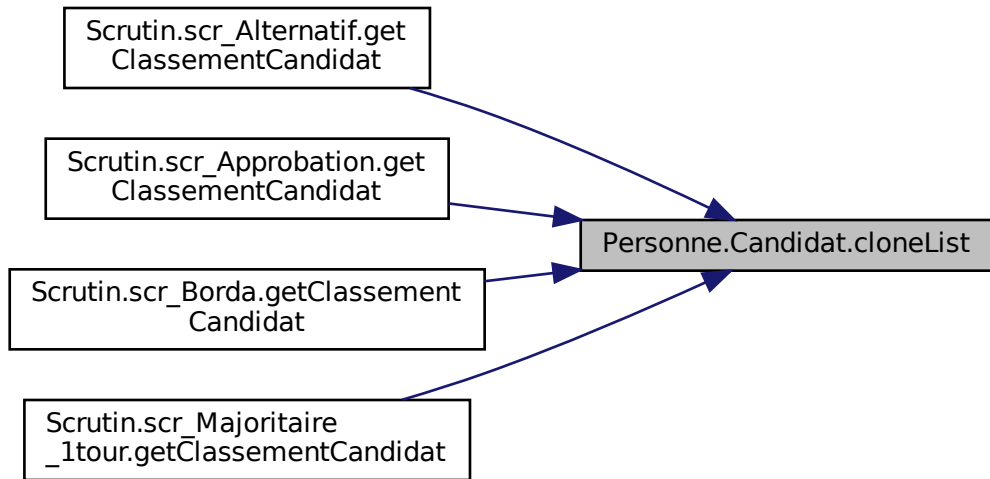 Scrutin.scr_Alternatif.get
ClassementCandidat
Scrutin.scr_Approbation.get
ClassementCandidat
Personne.Candidat.cloneList
Scrutin.scr_Borda.getClassement
Candidat
Scrutin.scr_Majoritaire
_1tour.getClassementCandidat